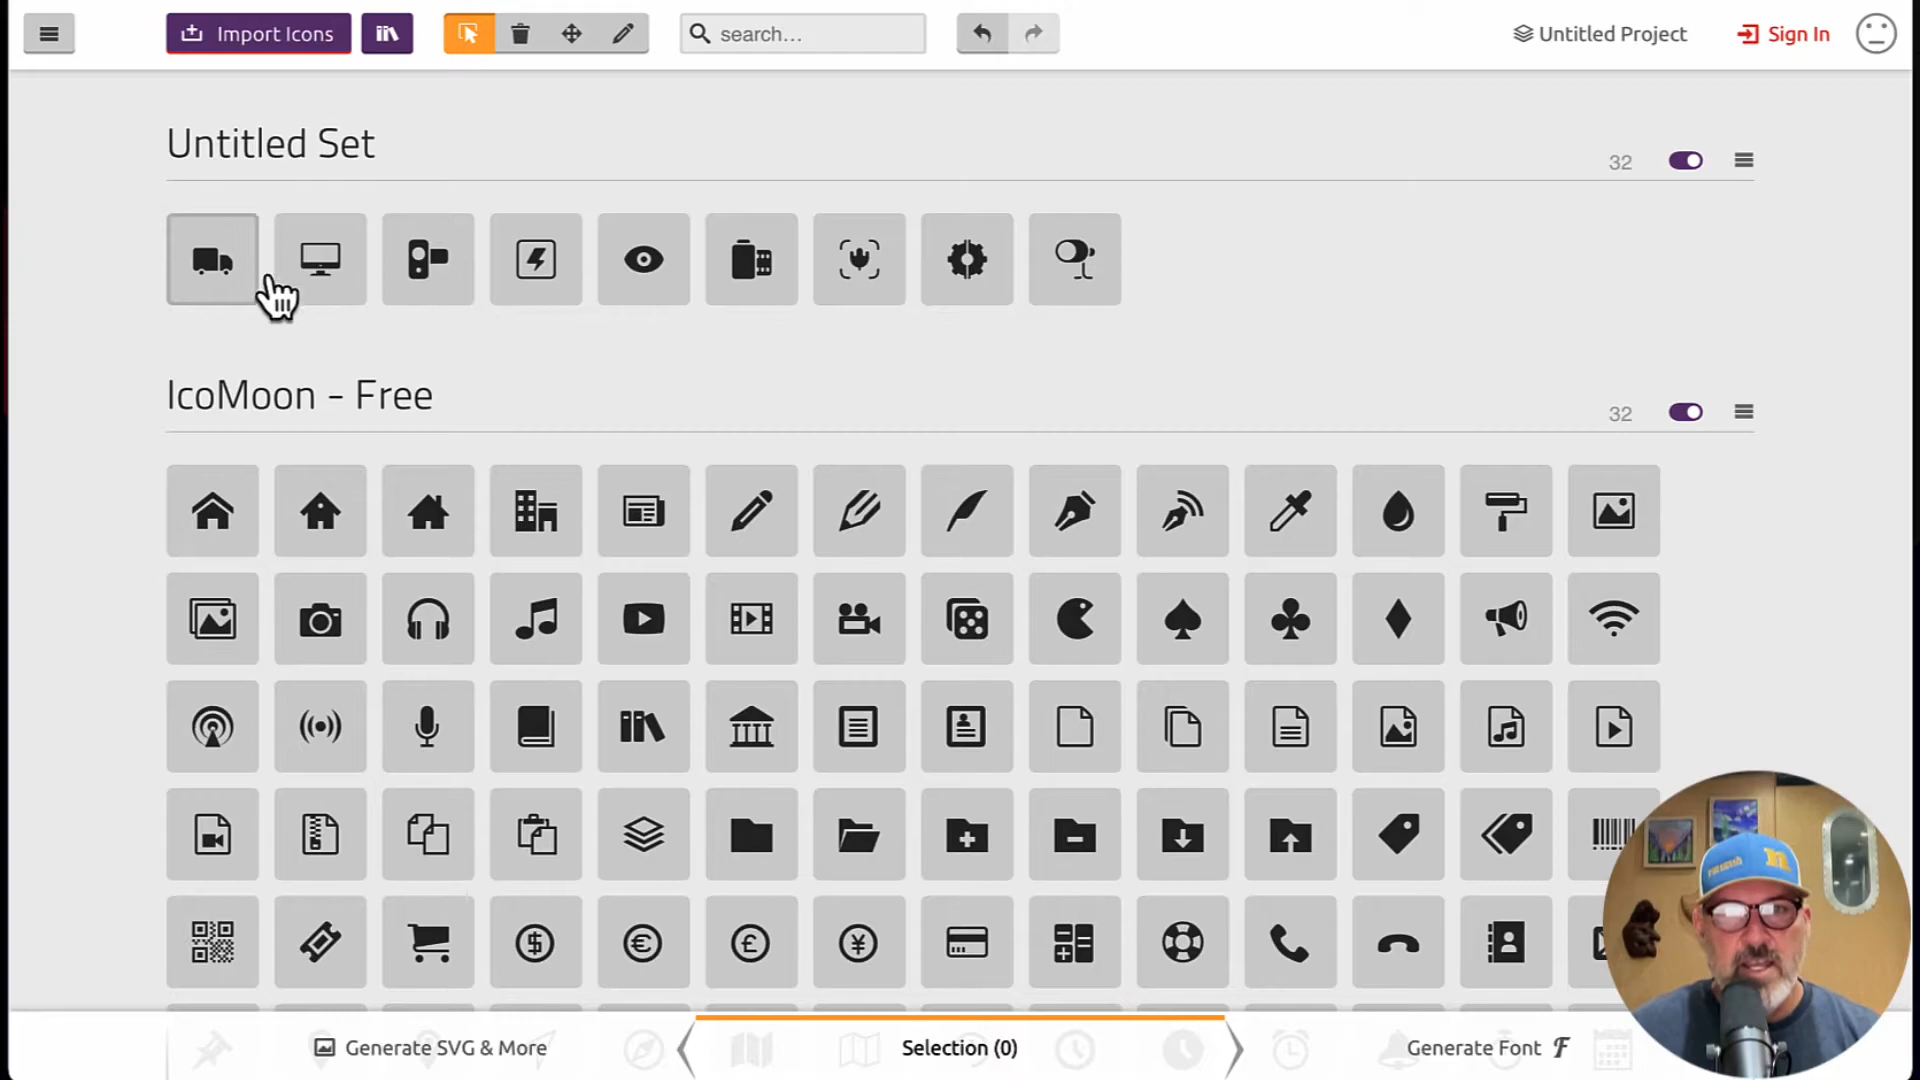 Import Icons
search...
Untitled Project
Sign In
Untitled Set
32
IcoMoon - Free
32
Generate SVG & More
Selection (0)
Generate Font